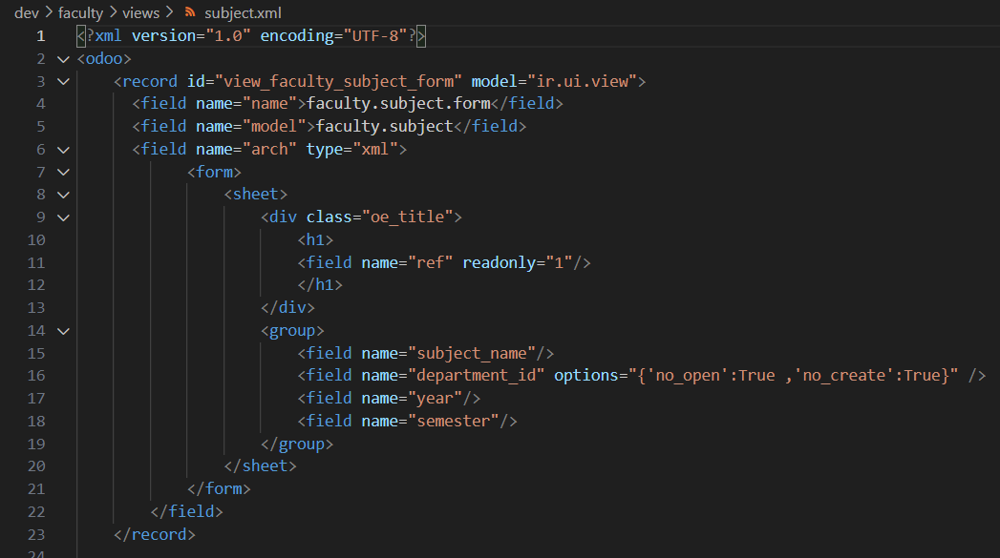 dev > faculty > views > subject.xml
1 <?xml version="1.0" encoding="UTF-8"?>
2 <odoo>
3 <record id="view_faculty_subject_form" model="ir.ui.view">
4 <field name="name">faculty.subject.form</field>
5 <field name="model">faculty.subject</field>
6 <field name="arch" type="xml">
7 <form>
8 <sheet>
9 <div class="oe_title">
10 <h1>
11 <field name="ref" readonly="1"/>
12 </h1>
13 </div>
14 <group>
15 <field name="subject_name"/>
16 <field name="department_id" options="{'no_open':True ,'no_create':True}" />
17 <field name="year"/>
18 <field name="semester"/>
19 </group>
20 </sheet>
21 </form>
22 </field>
23 </record>
24